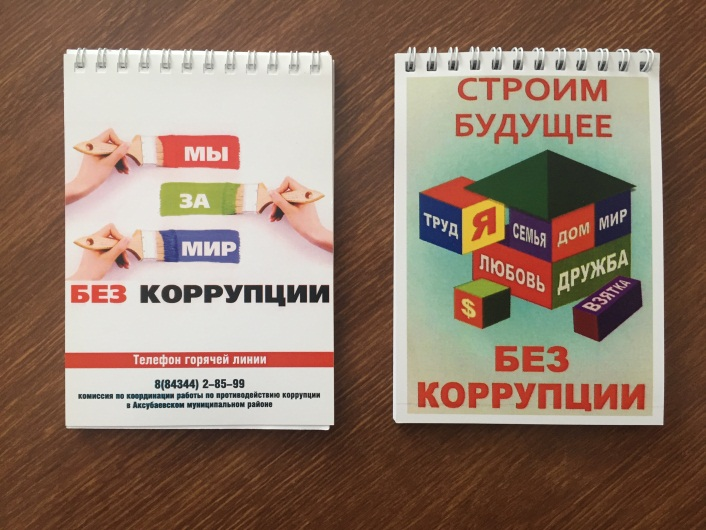 МЫ
ЗА
МИР
БЕЗ КОРРУПЦИИ
Телефон горячей линии
8(84344) 2–85–99
комиссия по координации работы по противодействию коррупции
в Аксубаевском муниципальном районе
СТРОИМ
БУДУЩЕЕ
ТРУД
Я
СЕМЬЯ
ДОМ
МИР
ЛЮБОВЬ
ДРУЖБА
$
ВЗЯТКА
БЕЗ
КОРРУПЦИИ